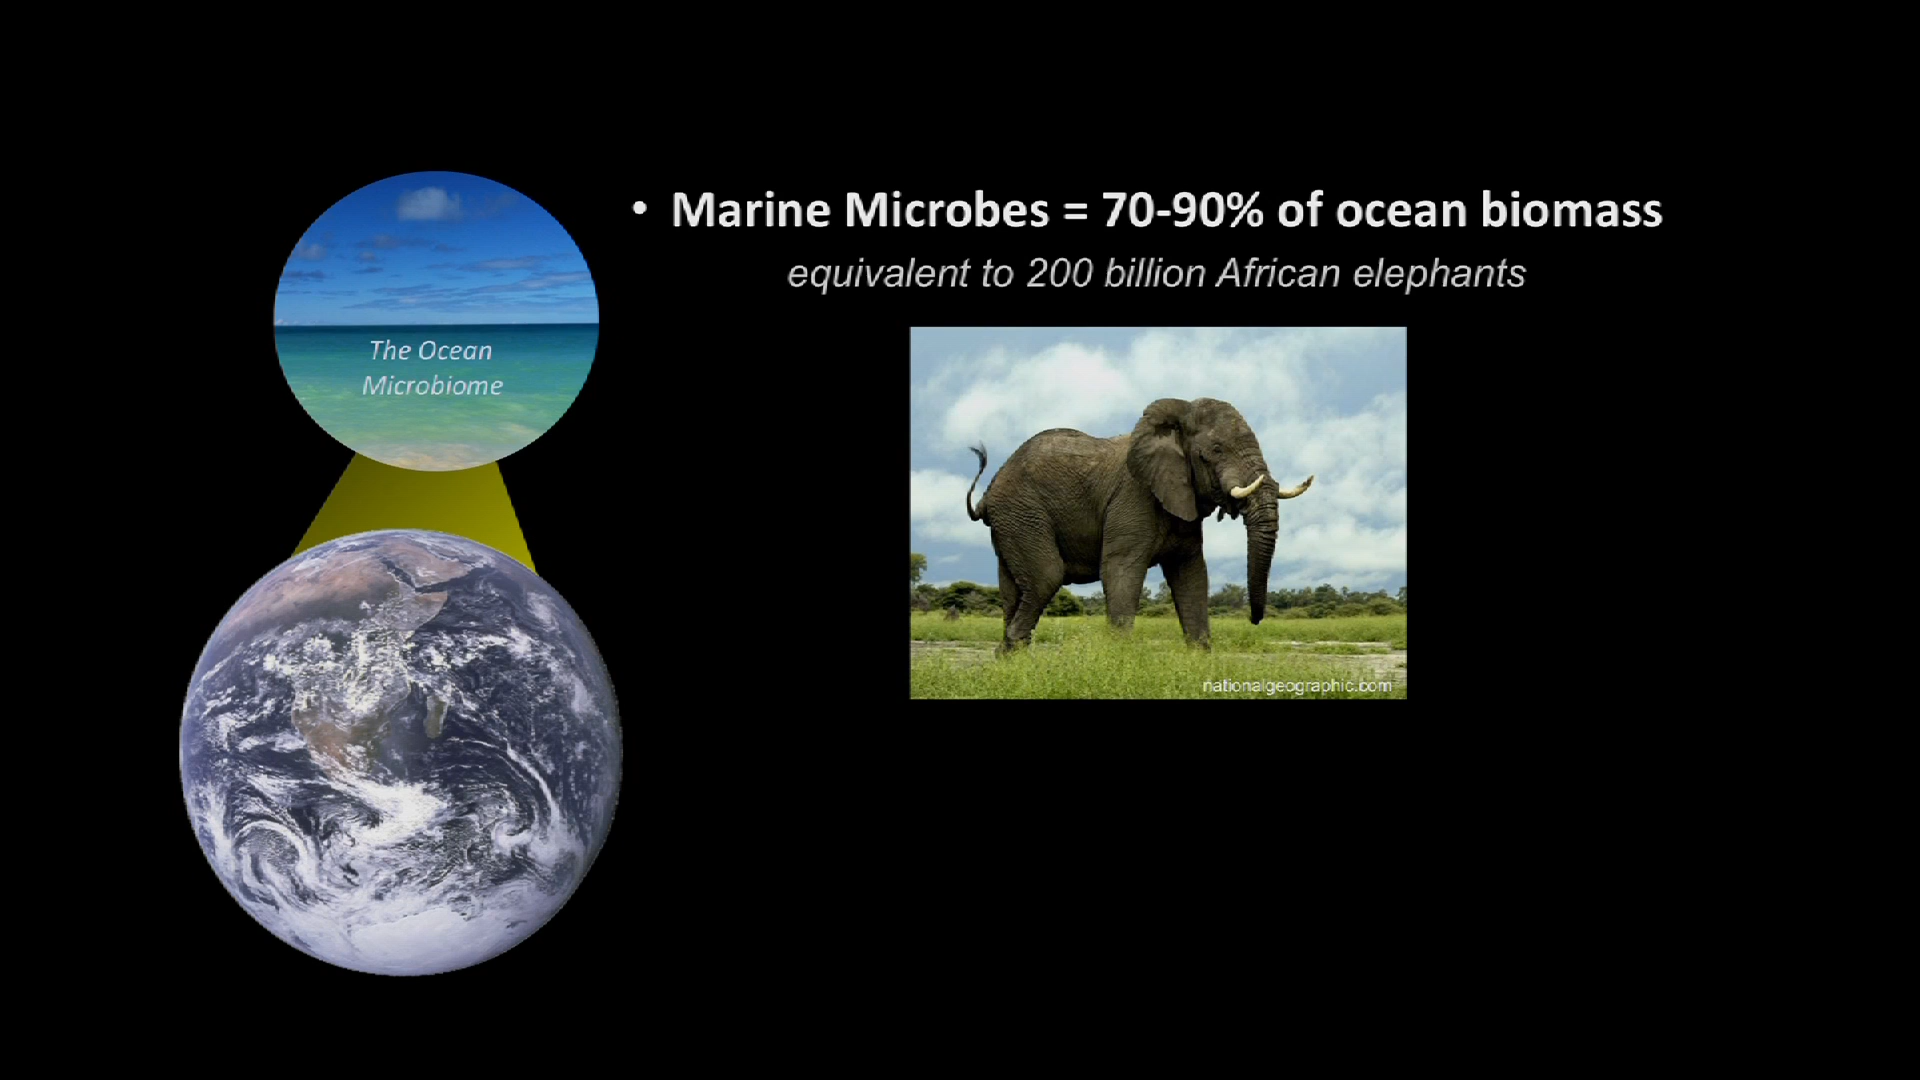 • Marine Microbes = 70-90% of ocean biomass
equivalent to 200 billion African elephants
The Ocean
Microbiome
nationalgeographic.com